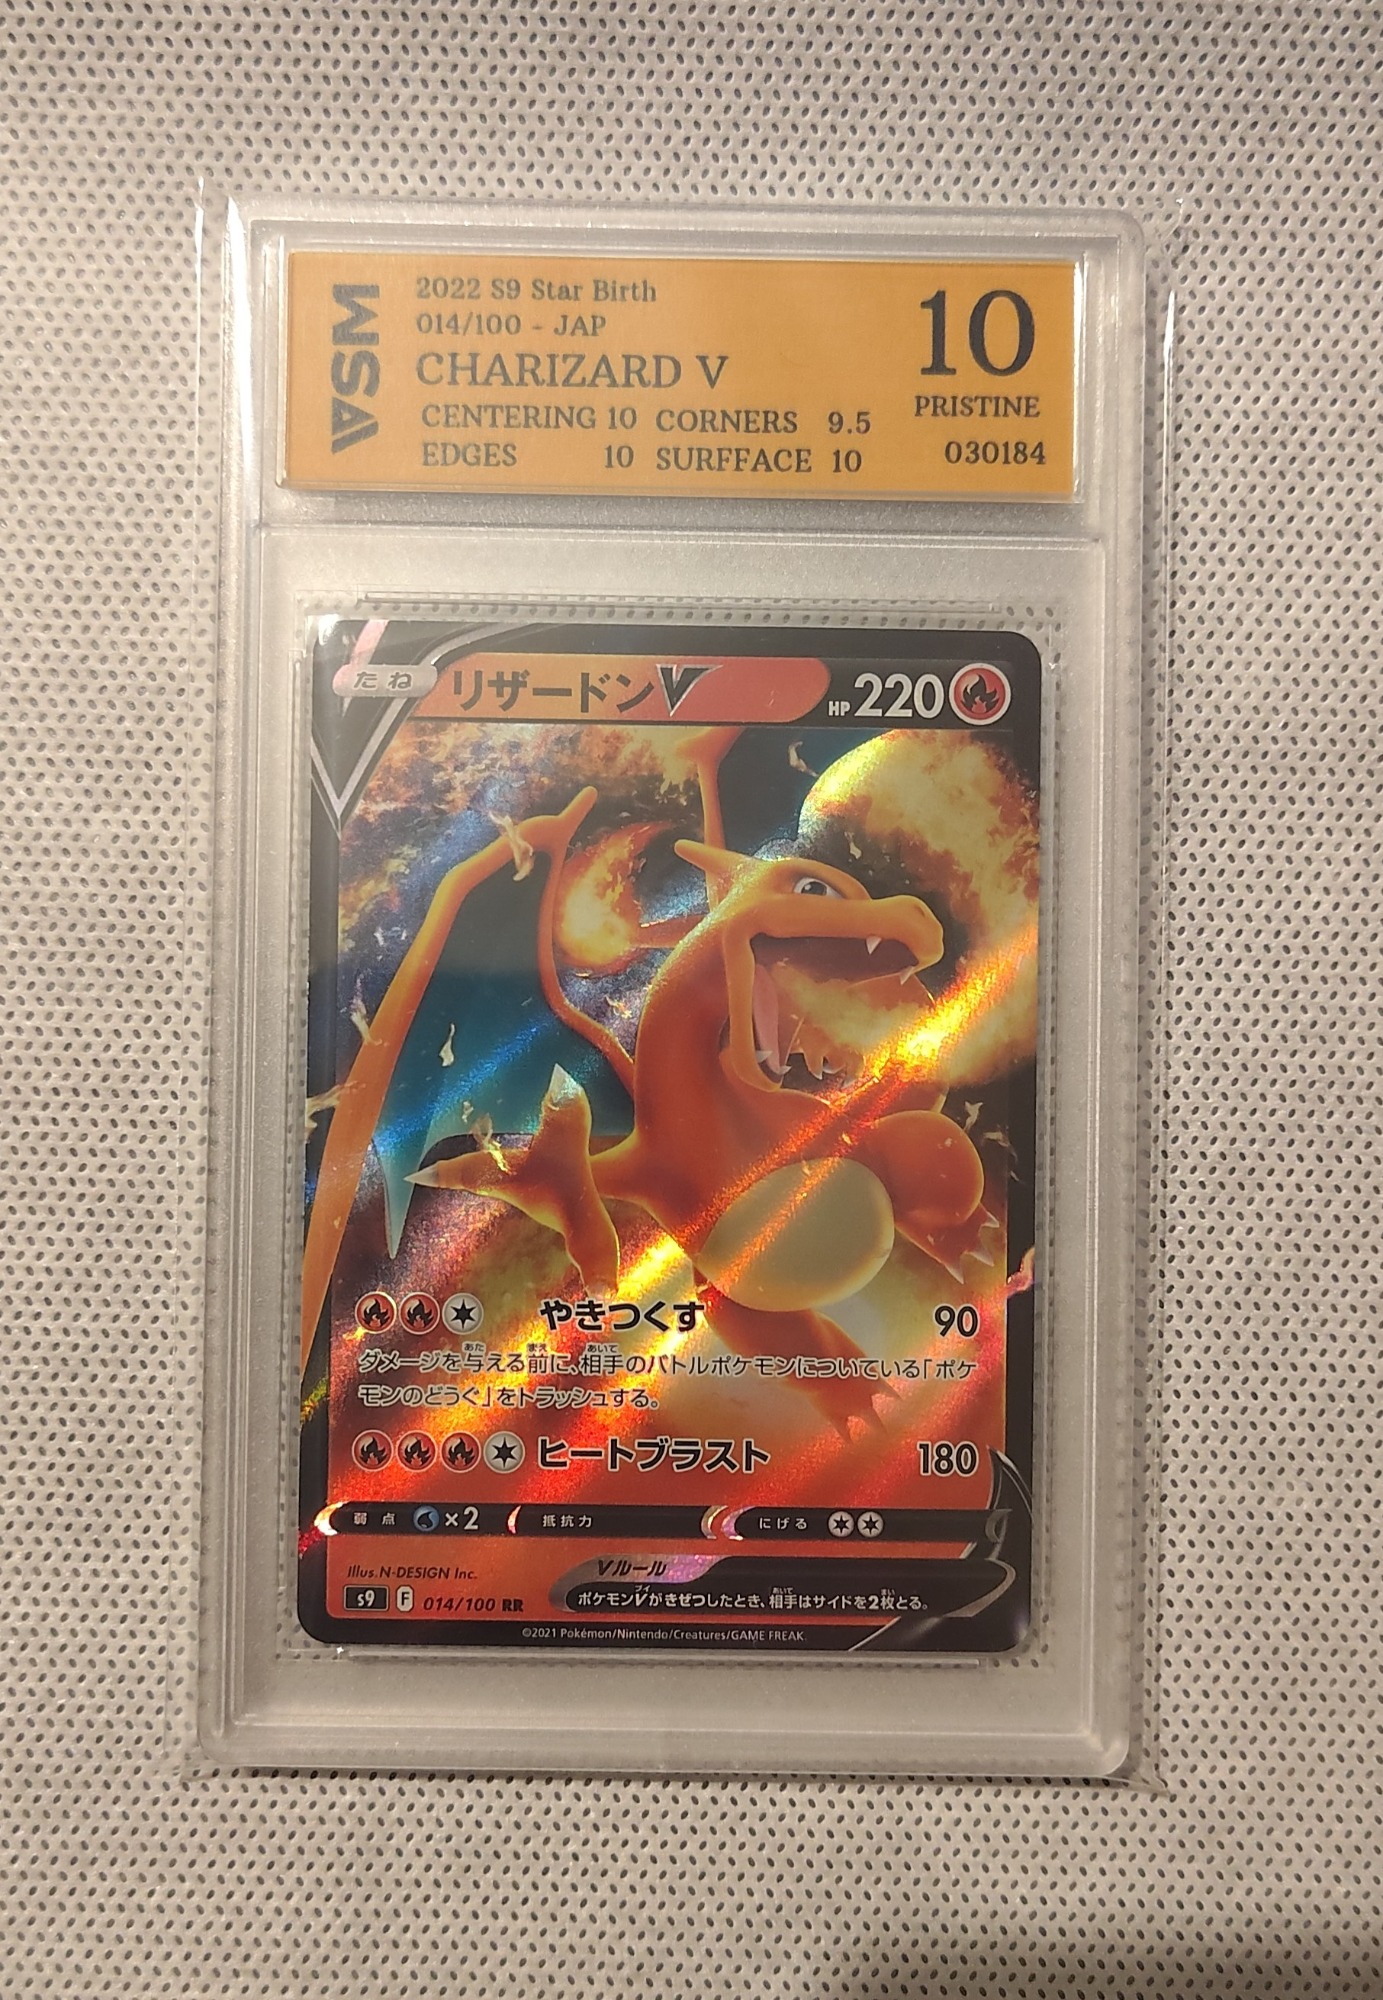 WSA
2022 S9 Star Birth
014/100 - JAP
CHARIZARD V
CENTERING 10 CORNERS 9.5
EDGES 10 SURFFACE 10
10
PRISTINE
030184
たね リザードンV HP220
やきつくす 90
ダメージを与える前に、相手のバトルポケモンについている「ポケ
モンのどうぐ」をトラッシュする。
ヒートブラスト 180
弱点 ×2 抵抗力 にげる
Illus. N-DESIGN Inc.
Vルール
s9 F 014/100 RR
ポケモンVがきぜつしたとき、相手はサイドを2枚とる。
©2021 Pokémon/Nintendo/Creatures/GAME FREAK.